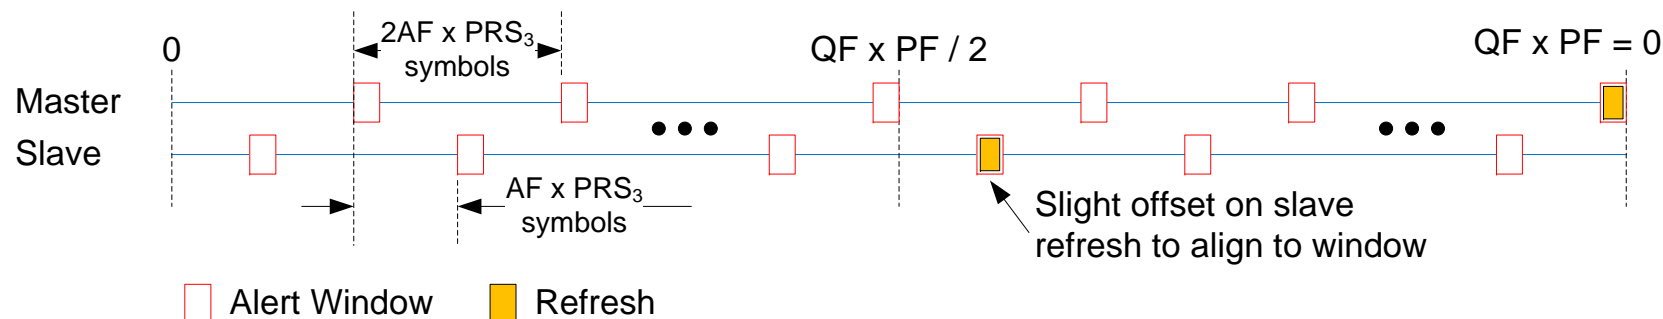 0
2AF x PRS₃
symbols
QF x PF / 2
QF x PF = 0
Master
Slave
AF x PRS₃
symbols
Slight offset on slave
refresh to align to window
Alert Window
Refresh